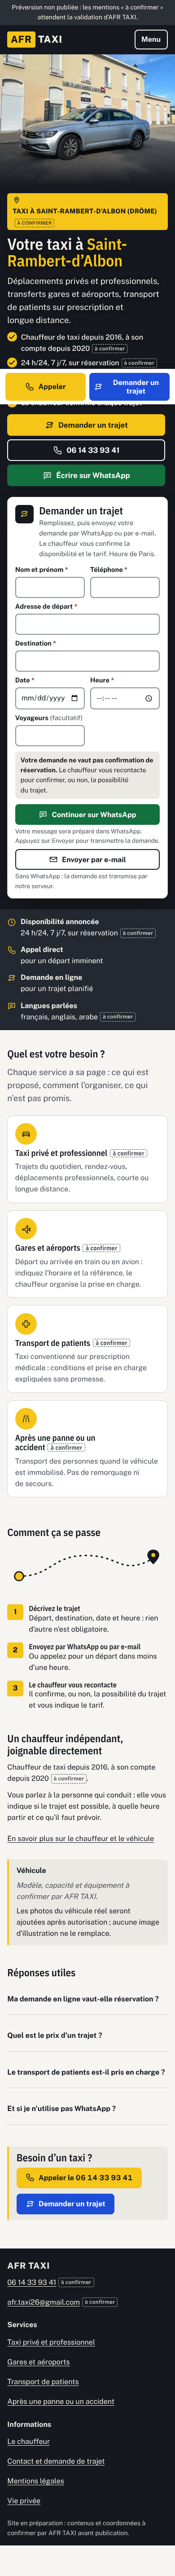 Préversion non publiée : les mentions « à confirmer »
attendent la validation d'AFR TAXI.
AFR TAXI
Menu
TAXI À SAINT-RAMBERT-D'ALBON (DRÔME)
À CONFIRMER
Votre taxi à Saint-
Rambert-d'Albon
Déplacements privés et professionnels,
transferts gares et aéroports, transport
de patients sur prescription et
longue distance.
Chauffeur de taxi depuis 2016, à son
compte depuis 2020 à confirmer
24 h/24, 7 j/7, sur réservation à confirmer
Appeler
Demander un
trajet
Demander un trajet
06 14 33 93 41
Écrire sur WhatsApp
Demander un trajet
Remplissez, puis envoyez votre
demande par WhatsApp ou par e-mail.
Le chauffeur vous confirme la
disponibilité et le tarif. Heure de Paris.
Nom et prénom *
Téléphone *
Adresse de départ *
Destination *
Date *
Heure *
mm/dd/yyyy
--:-- --
Voyageurs (facultatif)
Votre demande ne vaut pas confirmation de
réservation. Le chauffeur vous recontacte
pour confirmer, ou non, la possibilité
du trajet.
Continuer sur WhatsApp
Votre message sera préparé dans WhatsApp.
Appuyez sur Envoyer pour transmettre la demande.
Envoyer par e-mail
Sans WhatsApp : la demande est transmise par
notre serveur.
Disponibilité annoncée
24 h/24, 7 j/7, sur réservation à confirmer
Appel direct
pour un départ imminent
Demande en ligne
pour un trajet planifié
Langues parlées
français, anglais, arabe à confirmer
Quel est votre besoin ?
Chaque service a sa page : ce qui est
proposé, comment l'organiser, ce qui
n'est pas promis.
Taxi privé et professionnel à confirmer
Trajets du quotidien, rendez-vous,
déplacements professionnels, courte ou
longue distance.
Gares et aéroports à confirmer
Départ ou arrivée en train ou en avion :
indiquez l'horaire et la référence, le
chauffeur organise la prise en charge.
Transport de patients à confirmer
Taxi conventionné sur prescription
médicale : conditions et prise en charge
expliquées sans promesse.
Après une panne ou un
accident à confirmer
Transport des personnes quand le véhicule
est immobilisé. Pas de remorquage ni
de secours.
Comment ça se passe
1
Décrivez le trajet
Départ, destination, date et heure : rien
d'autre n'est obligatoire.
2
Envoyez par WhatsApp ou par e-mail
Ou appelez pour un départ dans moins
d'une heure.
3
Le chauffeur vous recontacte
Il confirme, ou non, la possibilité du trajet
et vous indique le tarif.
Un chauffeur indépendant,
joignable directement
Chauffeur de taxi depuis 2016, à son compte
depuis 2020 à confirmer.
Vous parlez à la personne qui conduit : elle vous
indique si le trajet est possible, à quelle heure
partir et ce qu'il faut prévoir.
En savoir plus sur le chauffeur et le véhicule
Véhicule
Modèle, capacité et équipement à
confirmer par AFR TAXI.
Les photos du véhicule réel seront
ajoutées après autorisation ; aucune image
d'illustration ne le remplace.
Réponses utiles
Ma demande en ligne vaut-elle réservation ?
Quel est le prix d'un trajet ?
Le transport de patients est-il pris en charge ?
Et si je n'utilise pas WhatsApp ?
Besoin d'un taxi ?
Appeler le 06 14 33 93 41
Demander un trajet
AFR TAXI
06 14 33 93 41 à confirmer
afr.taxi26@gmail.com à confirmer
Services
Taxi privé et professionnel
Gares et aéroports
Transport de patients
Après une panne ou un accident
Informations
Le chauffeur
Contact et demande de trajet
Mentions légales
Vie privée
Site en préparation : contenus et coordonnées à
confirmer par AFR TAXI avant publication.